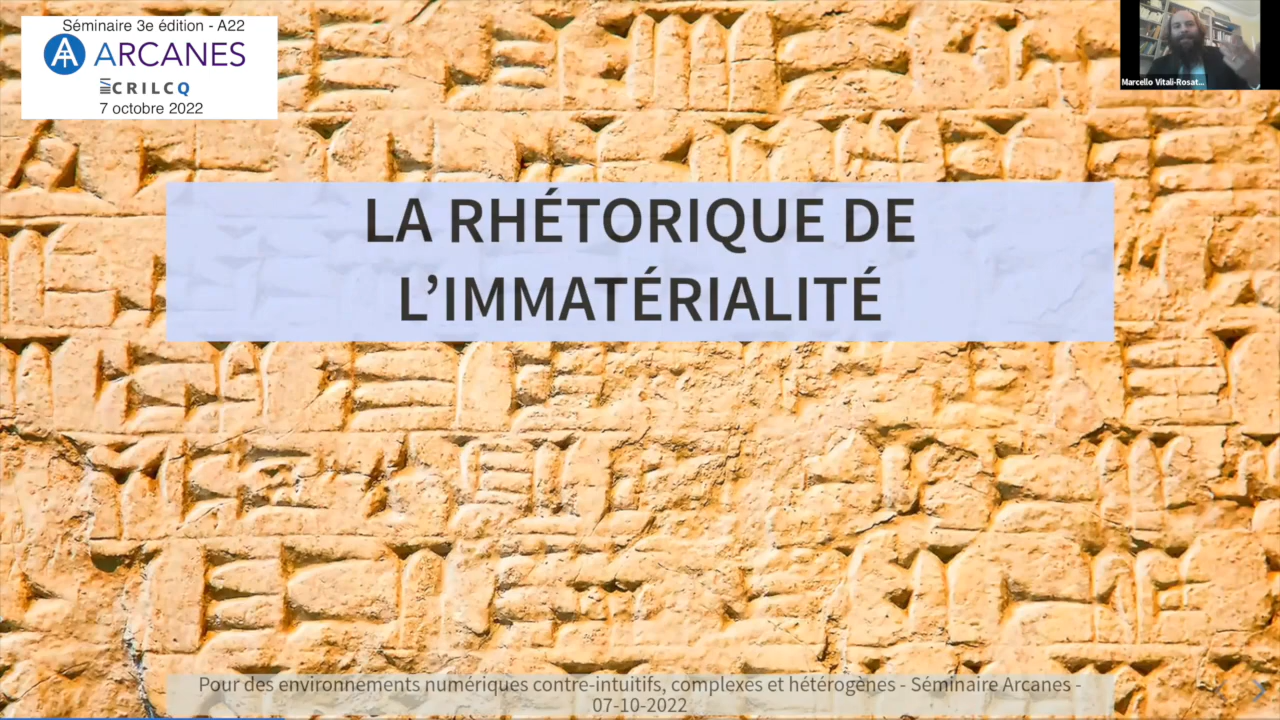 Séminaire 3e édition - A22
ARCANES
CRILCQ
7 octobre 2022
Marcello Vitali-Rosat...
LA RHÉTORIQUE DE
L’IMMATÉRIALITÉ
Pour des environnements numériques contre-intuitifs, complexes et hétérogènes - Séminaire Arcanes -
07-10-2022